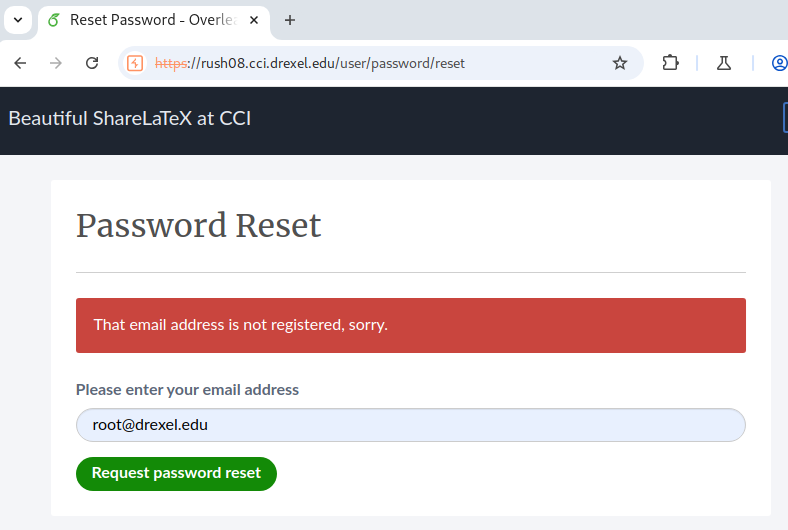 Reset Password - Overlea
https://rush08.cci.drexel.edu/user/password/reset
Beautiful ShareLaTeX at CCI
Password Reset
That email address is not registered, sorry.
Please enter your email address
root@drexel.edu
Request password reset